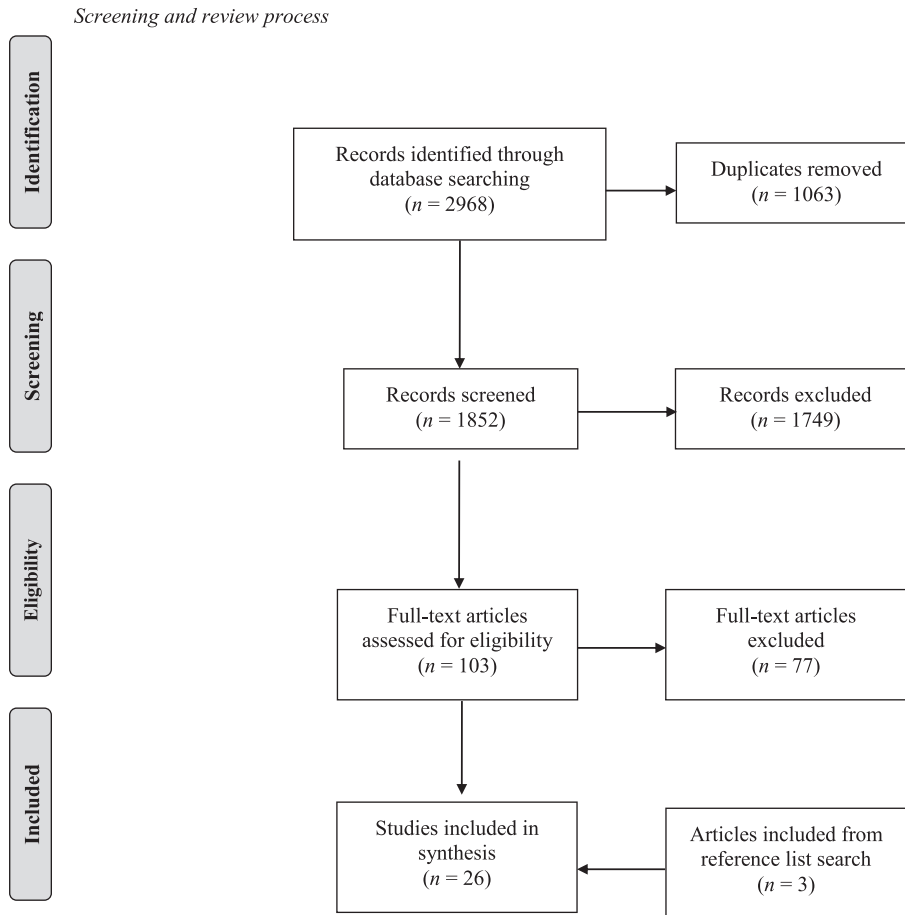 Screening and review process
Identification
Records identified through
database searching
(n = 2968)
Duplicates removed
(n = 1063)
Screening
Records screened
(n = 1852)
Records excluded
(n = 1749)
Eligibility
Full-text articles
assessed for eligibility
(n = 103)
Full-text articles
excluded
(n = 77)
Included
Studies included in
synthesis
(n = 26)
Articles included from
reference list search
(n = 3)